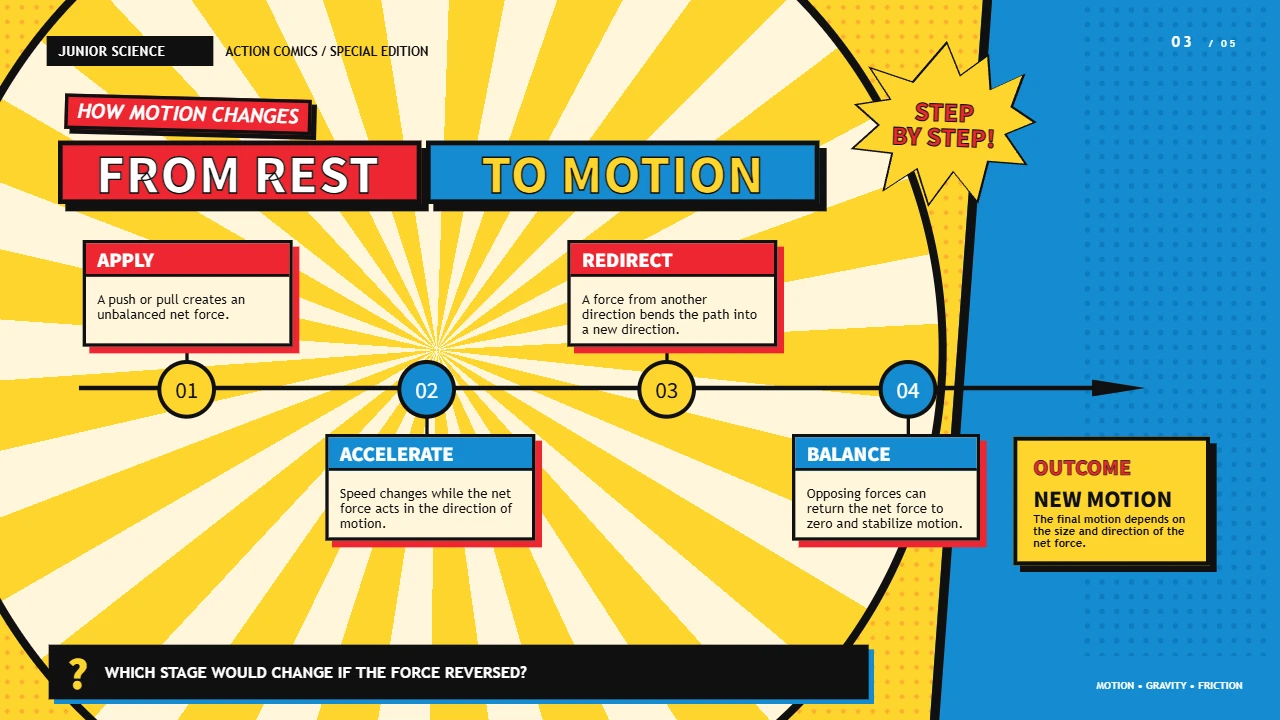 JUNIOR SCIENCE
ACTION COMICS / SPECIAL EDITION
03 / 05
HOW MOTION CHANGES
FROM REST
TO MOTION
STEP
BY STEP!
APPLY
A push or pull creates an
unbalanced net force.
REDIRECT
A force from another
direction bends the path into
a new direction.
01
02
03
04
ACCELERATE
Speed changes while the net
force acts in the direction of
motion.
BALANCE
Opposing forces can
return the net force to
zero and stabilize motion.
OUTCOME
NEW MOTION
The final motion depends on
the size and direction of the
net force.
? WHICH STAGE WOULD CHANGE IF THE FORCE REVERSED?
MOTION • GRAVITY • FRICTION